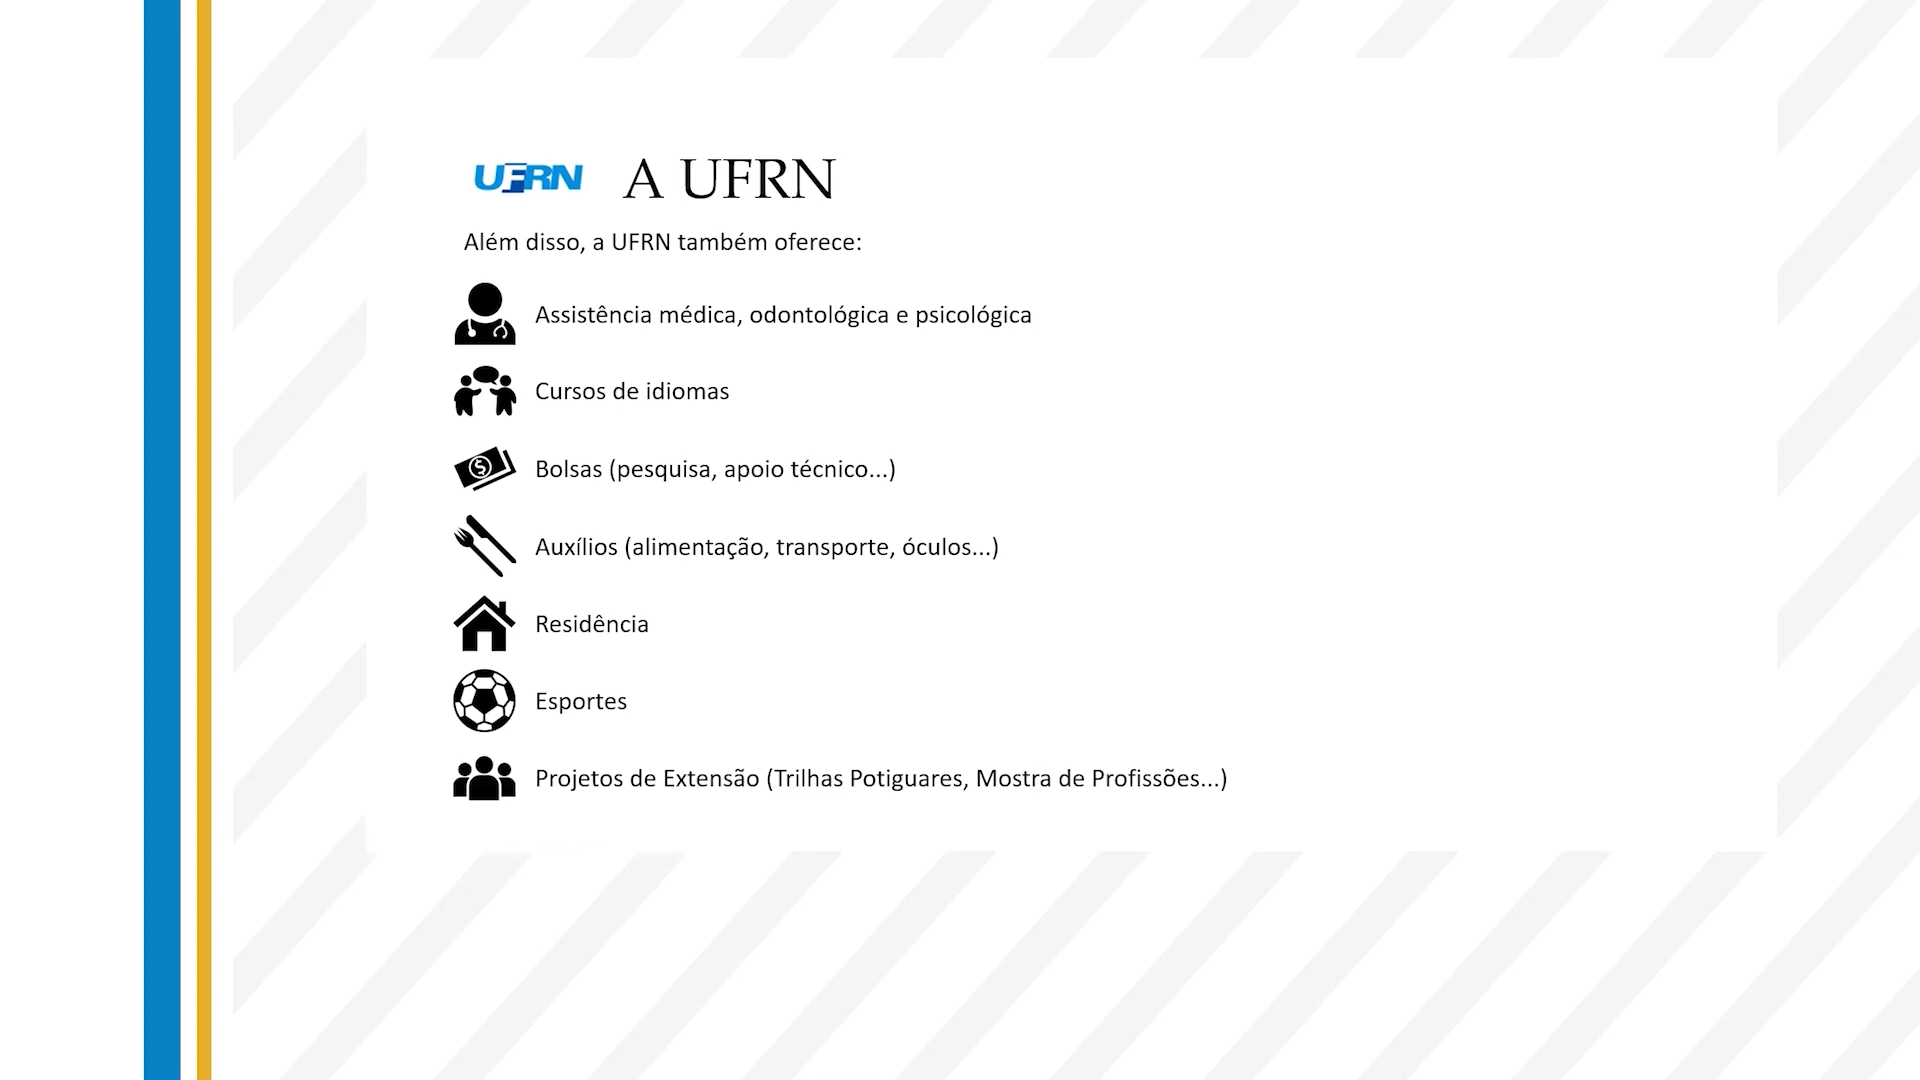 UFRN A UFRN
Além disso, a UFRN também oferece:
Assistência médica, odontológica e psicológica
Cursos de idiomas
Bolsas (pesquisa, apoio técnico...)
Auxílios (alimentação, transporte, óculos...)
Residência
Esportes
Projetos de Extensão (Trilhas Potiguares, Mostra de Profissões...)